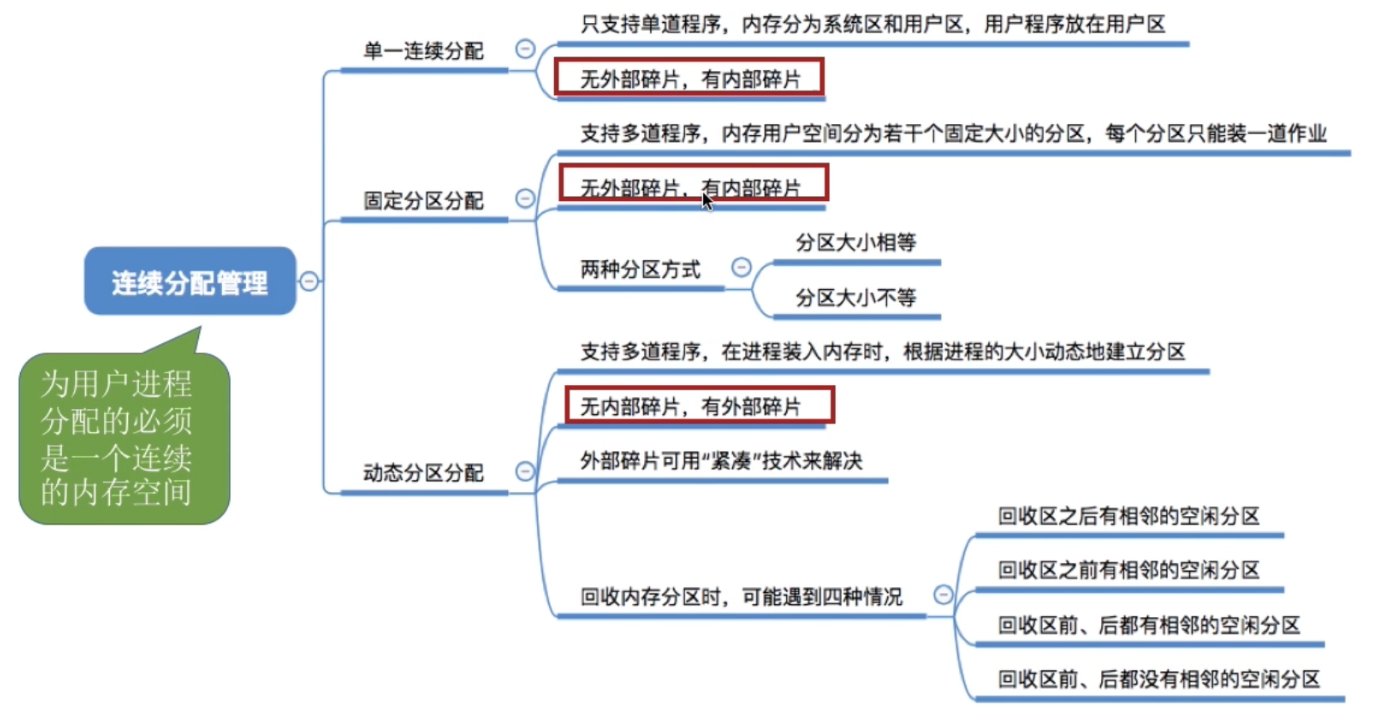 单一连续分配
只支持单道程序，内存分为系统区和用户区，用户程序放在用户区
无外部碎片，有内部碎片
固定分区分配
支持多道程序，内存用户空间分为若干个固定大小的分区，每个分区只能装一道作业
无外部碎片，有内部碎片
两种分区方式
分区大小相等
分区大小不等
连续分配管理
为用户进程
分配的必须
是一个连续
的内存空间
动态分区分配
支持多道程序，在进程装入内存时，根据进程的大小动态地建立分区
无内部碎片，有外部碎片
外部碎片可用“紧凑”技术来解决
回收内存分区时，可能遇到四种情况
回收区之后有相邻的空闲分区
回收区之前有相邻的空闲分区
回收区前、后都有相邻的空闲分区
回收区前、后都没有相邻的空闲分区